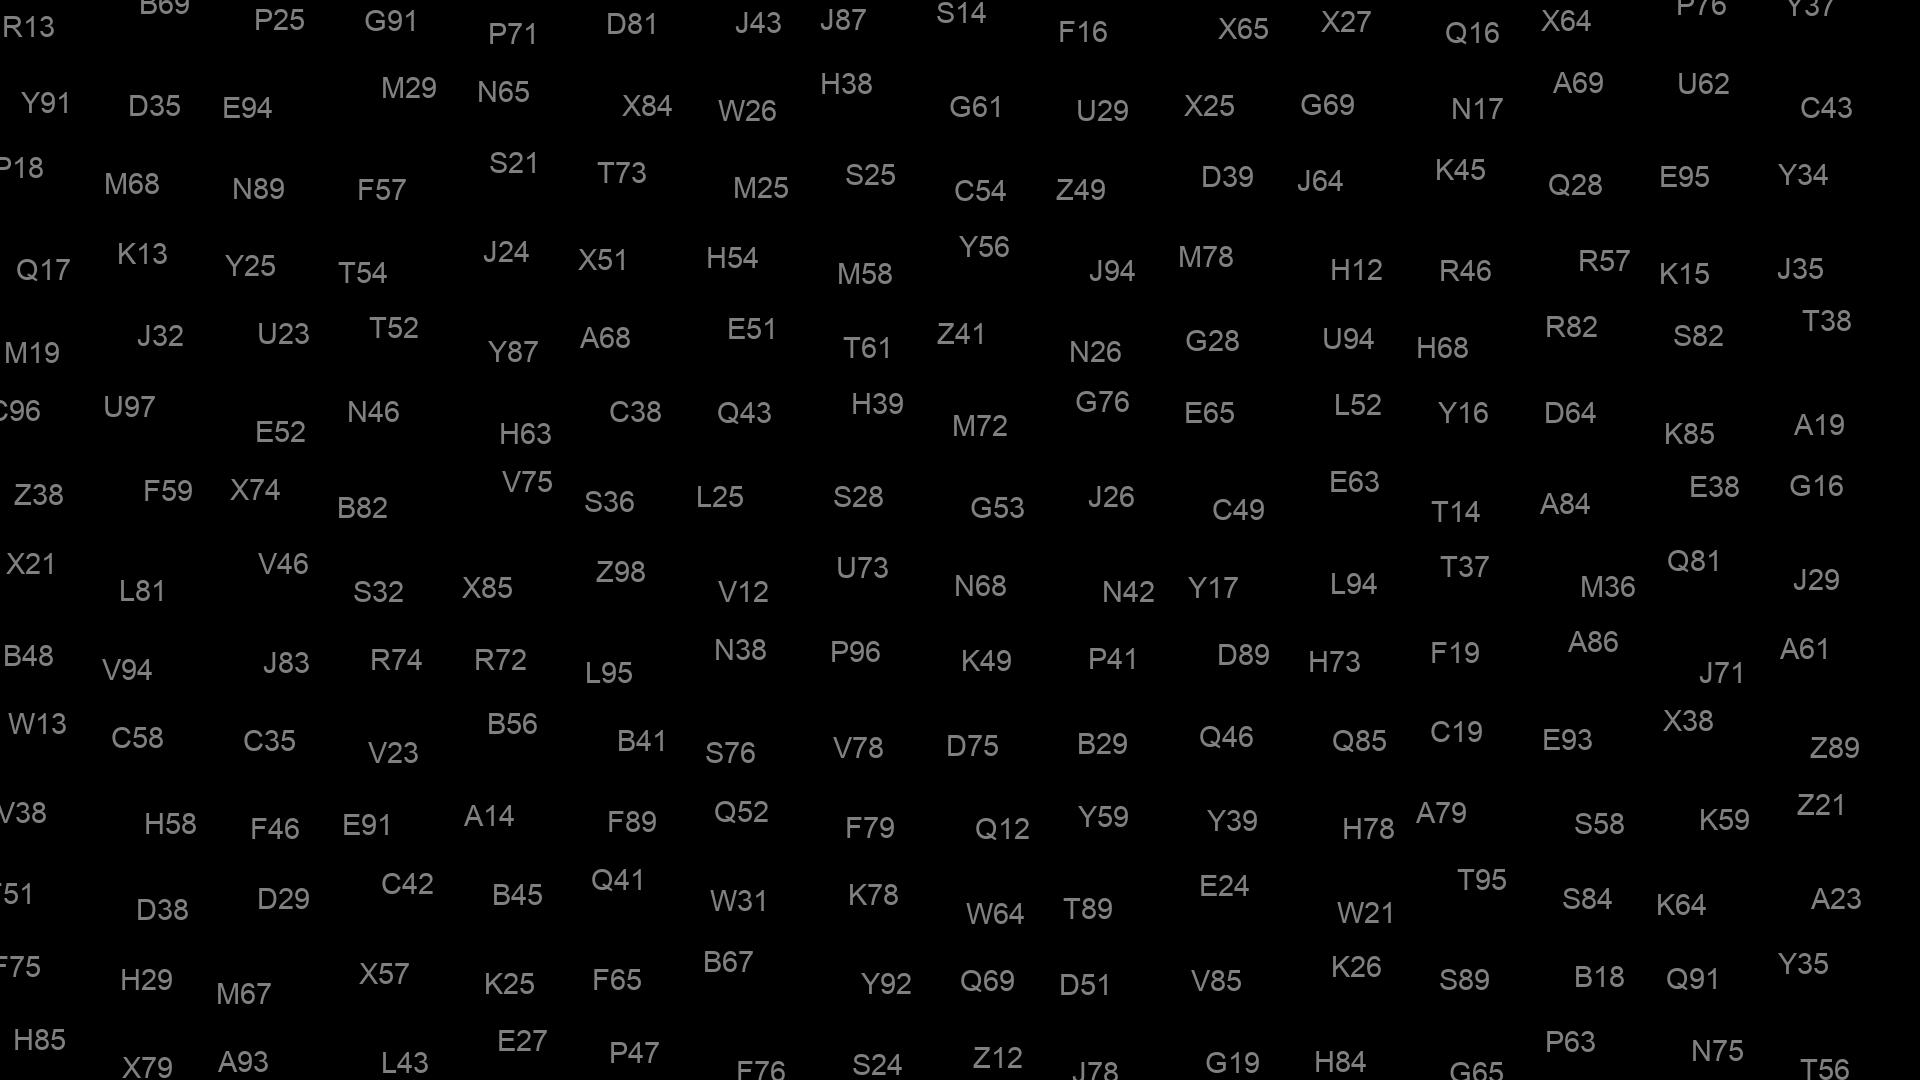 R13 B69 P25 G91 P71 D81 J43 J87 S14 F16 X65 X27 Q16 X64 P76 Y37
Y91 D35 E94 M29 N65 X84 W26 H38 G61 U29 X25 G69 N17 A69 U62 C43
P18 M68 N89 F57 S21 T73 M25 S25 C54 Z49 D39 J64 K45 Q28 E95 Y34
Q17 K13 Y25 T54 J24 X51 H54 M58 Y56 J94 M78 H12 R46 R57 K15 J35
M19 J32 U23 T52 Y87 A68 E51 T61 Z41 N26 G28 U94 H68 R82 S82 T38
C96 U97 E52 N46 H63 C38 Q43 H39 M72 G76 E65 L52 Y16 D64 K85 A19
Z38 F59 X74 B82 V75 S36 L25 S28 G53 J26 C49 E63 T14 A84 E38 G16
X21 L81 V46 S32 X85 Z98 V12 U73 N68 N42 Y17 L94 T37 M36 Q81 J29
B48 V94 J83 R74 R72 L95 N38 P96 K49 P41 D89 H73 F19 A86 J71 A61
W13 C58 C35 V23 B56 B41 S76 V78 D75 B29 Q46 Q85 C19 E93 X38 Z89
V38 H58 F46 E91 A14 F89 Q52 F79 Q12 Y59 Y39 H78 A79 S58 K59 Z21
51 D38 D29 C42 B45 Q41 W31 K78 W64 T89 E24 W21 T95 S84 K64 A23
F75 H29 M67 X57 K25 F65 B67 Y92 Q69 D51 V85 K26 S89 B18 Q91 Y35
H85 X79 A93 L43 E27 P47 F76 S24 Z12 J78 G19 H84 G65 P63 N75 T56